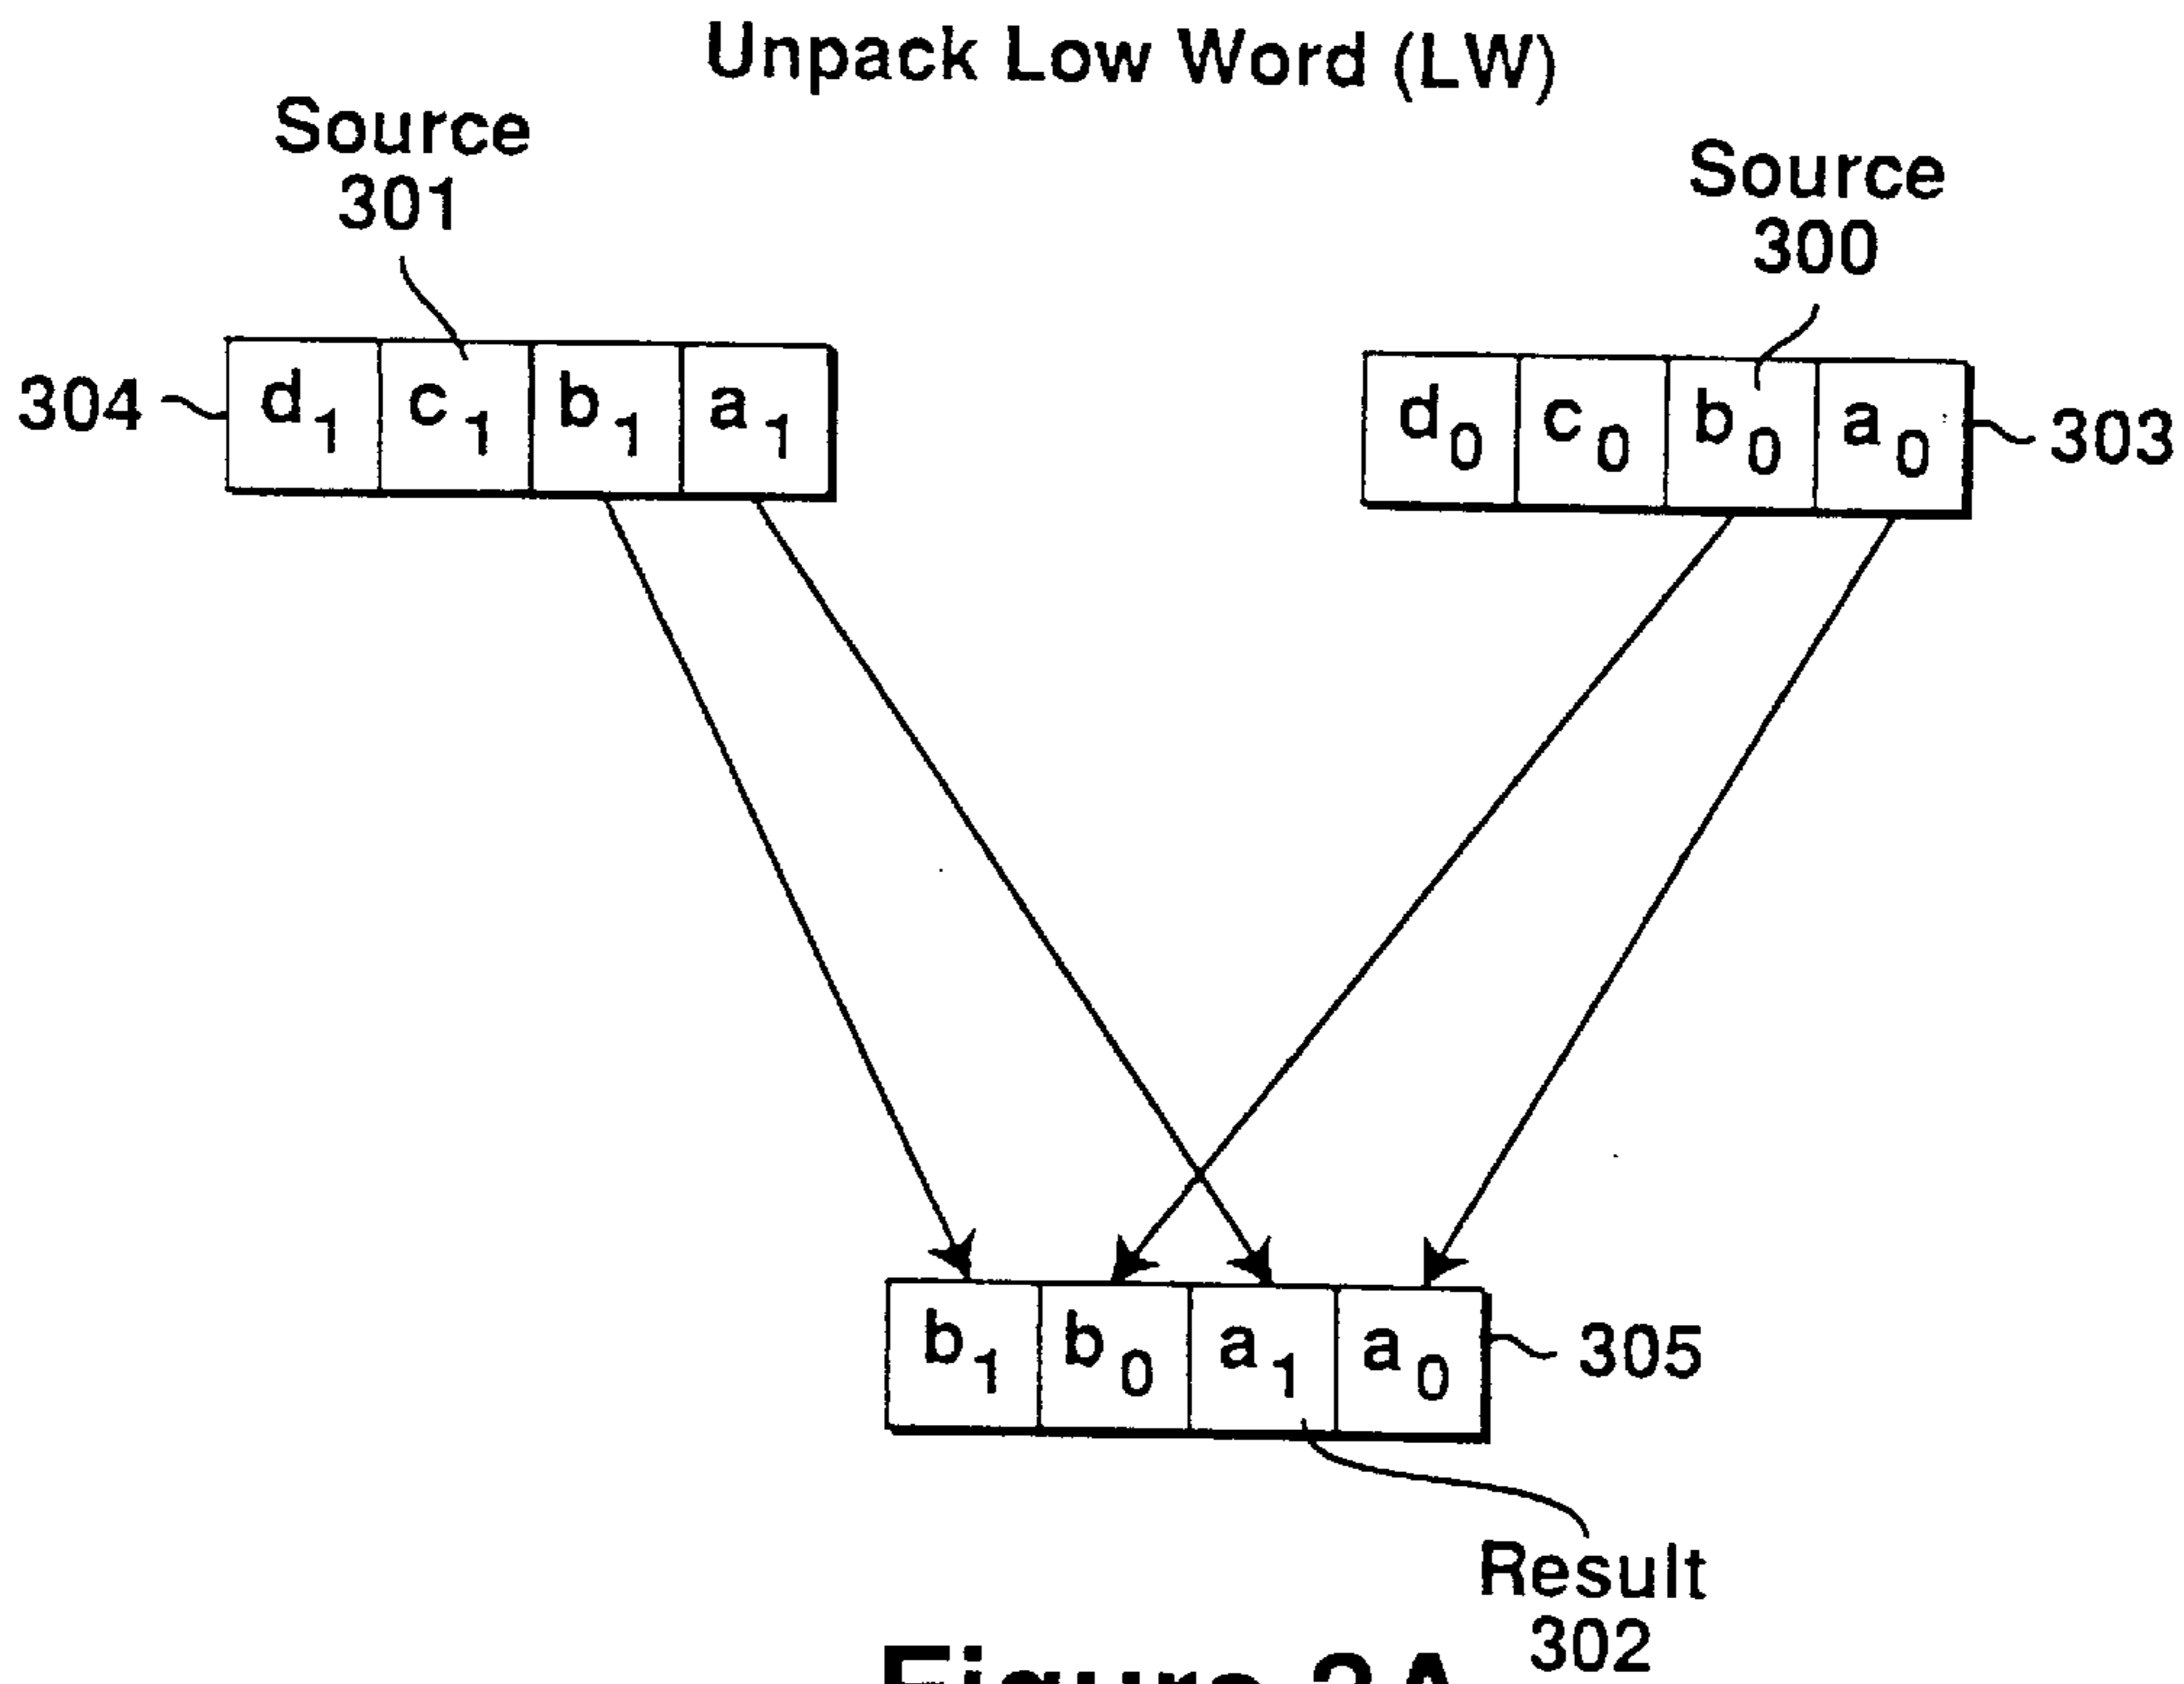 Unpack Low Word (LW)
Source
301
Source
300
304
d1 c1 b1 a1
d0 c0 b0 a0
303
b1 b0 a1 a0
305
Result
302